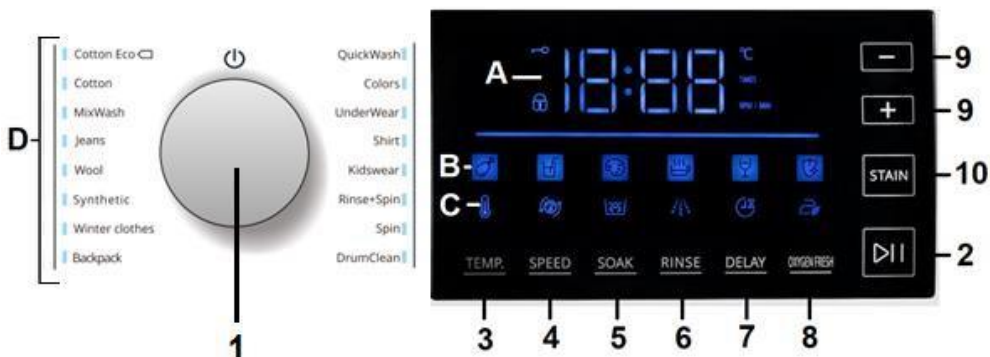 D
Cotton Eco
Cotton
MixWash
Jeans
Wool
Synthetic
Winter clothes
Backpack
QuickWash
Colors
UnderWear
Shirt
Kidswear
Rinse+Spin
Spin
DrumClean
1
A
18:88
°C
B
C
TEMP.
SPEED
SOAK
RINSE
DELAY
OXYGEN FRESH
3
4
5
6
7
8
9
+
9
STAIN
10
2